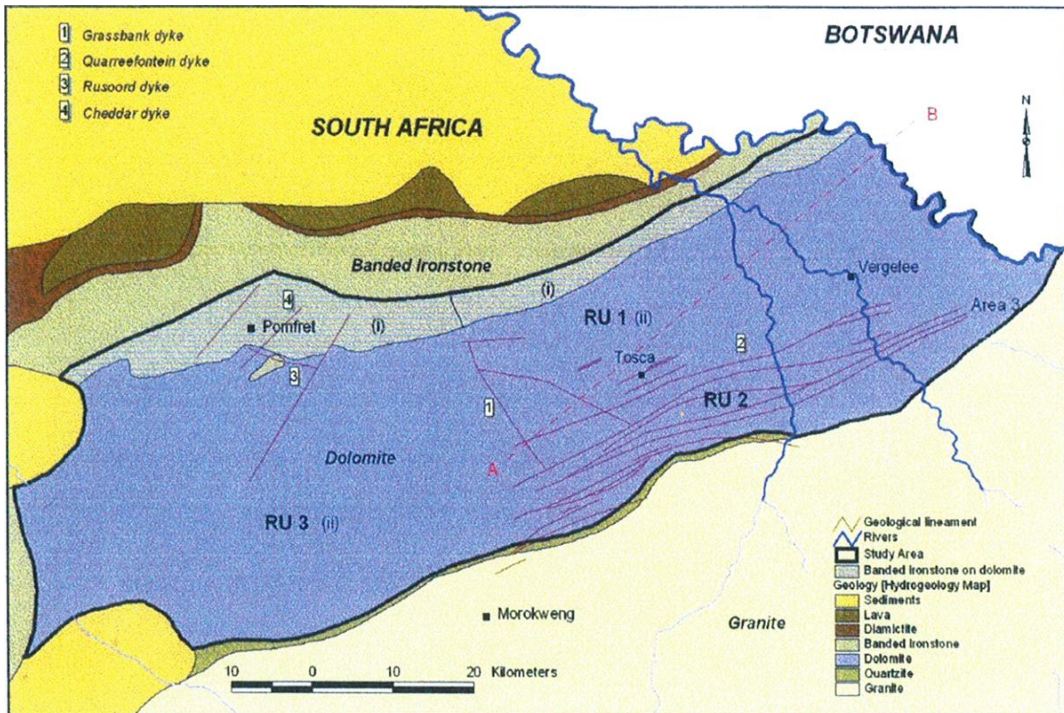 1 Grassbank dyke
2 Quarreefontein dyke
3 Rusoord dyke
4 Cheddar dyke
BOTSWANA
SOUTH AFRICA
B
N
Banded Ironstone
4
(i)
(i)
Pomfret
RU 1 (ii)
Vergelee
Area 3
2
Tosca
3
RU 2
1
Dolomite
A
RU 3 (ii)
Morokweng
Granite
10 0 10 20 Kilometers
Geological lineament
Rivers
Study Area
Banded Ironstone on dolomite
Geology [Hydrogeology Map]
Sediments
Lava
Diamictite
Banded Ironstone
Dolomite
Quartzite
Granite